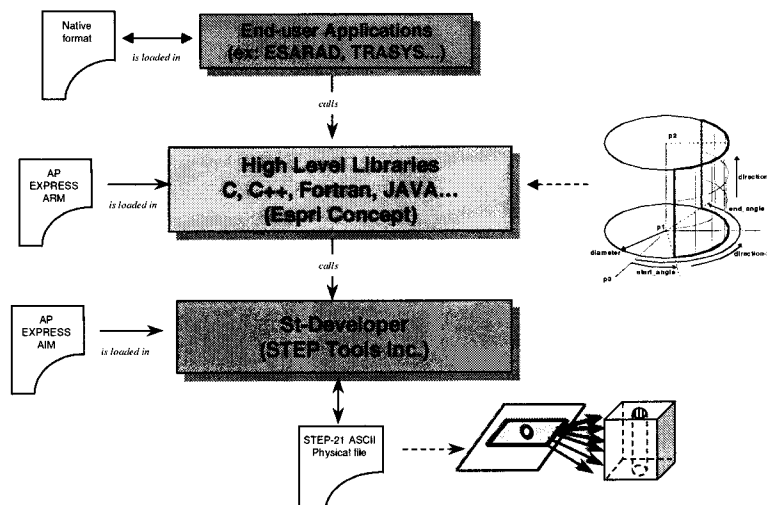 Native
format
is loaded in
End-user Applications
(ex: ESARAD, TRASYS...)
calls
AP
EXPRESS
ARM
is loaded in
High Level Libraries
C, C++, Fortran, JAVA...
(Espri Concept)
p2
direction
end_angle
p1
diameter
direction-
start_angle
p3
calls
AP
EXPRESS
AIM
is loaded in
St-Developer
(STEP Tools Inc.)
STEP-21 ASCII
Physical file